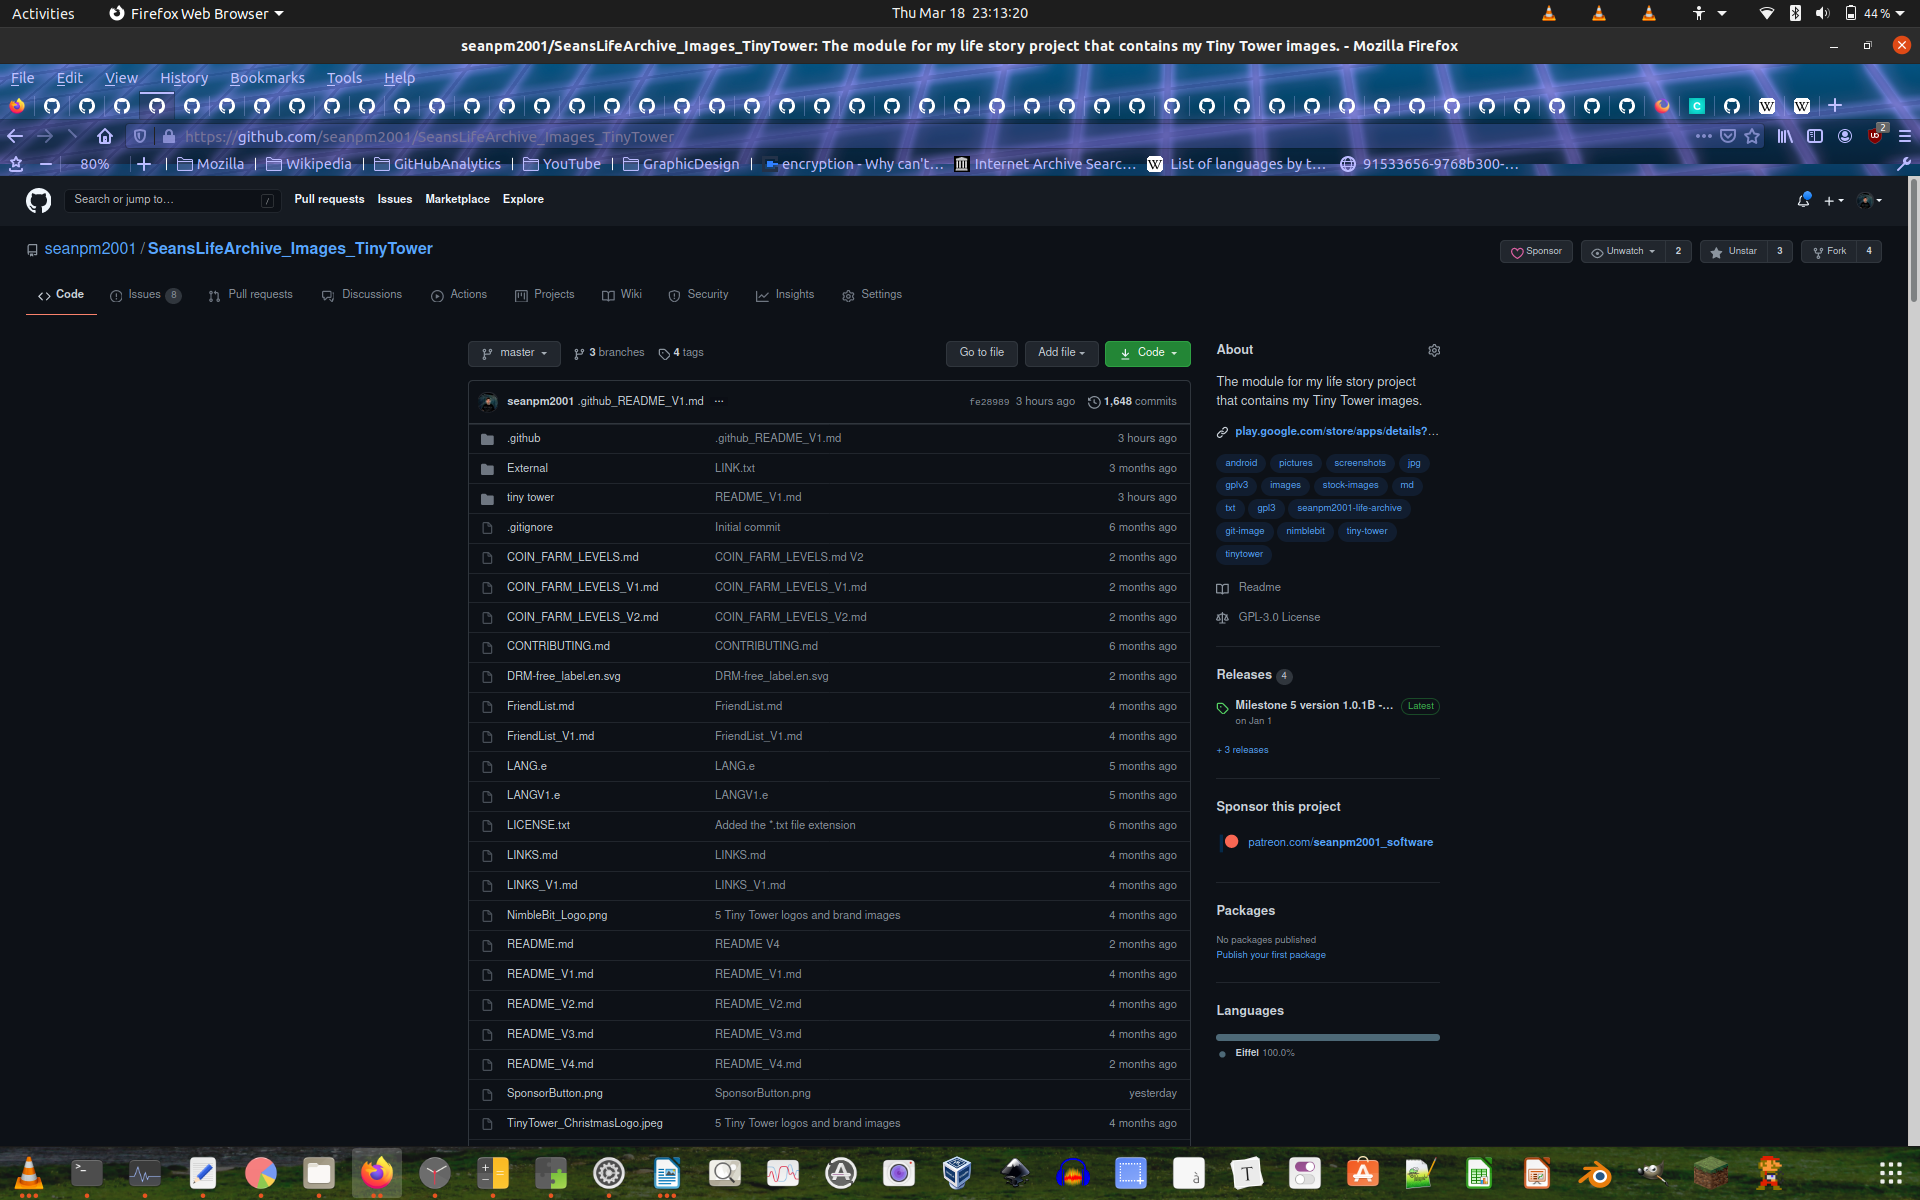 Activities
Firefox Web Browser
Thu Mar 18 23:13:20
44 %
seanpm2001/SeansLifeArchive_Images_TinyTower: The module for my life story project that contains my Tiny Tower images. - Mozilla Firefox
File Edit View History Bookmarks Tools Help
https://github.com/seanpm2001/SeansLifeArchive_Images_TinyTower
2
80%
Mozilla
Wikipedia
GitHubAnalytics
YouTube
GraphicDesign
encryption - Why can't…
Internet Archive Searc…
List of languages by t…
91533656-9768b300-…
Search or jump to…
/
Pull requests Issues Marketplace Explore
seanpm2001 / SeansLifeArchive_Images_TinyTower
Sponsor
Unwatch 2
Unstar 3
Fork 4
Code
Issues 8
Pull requests
Discussions
Actions
Projects
Wiki
Security
Insights
Settings
master
3 branches
4 tags
Go to file
Add file
Code
seanpm2001 .github_README_V1.md ···
fe28989 3 hours ago
1,648 commits
.github .github_README_V1.md 3 hours ago
External LINK.txt 3 months ago
tiny tower README_V1.md 3 hours ago
.gitignore Initial commit 6 months ago
COIN_FARM_LEVELS.md COIN_FARM_LEVELS.md V2 2 months ago
COIN_FARM_LEVELS_V1.md COIN_FARM_LEVELS_V1.md 2 months ago
COIN_FARM_LEVELS_V2.md COIN_FARM_LEVELS_V2.md 2 months ago
CONTRIBUTING.md CONTRIBUTING.md 6 months ago
DRM-free_label.en.svg DRM-free_label.en.svg 2 months ago
FriendList.md FriendList.md 4 months ago
FriendList_V1.md FriendList_V1.md 4 months ago
LANG.e LANG.e 5 months ago
LANGV1.e LANGV1.e 5 months ago
LICENSE.txt Added the *.txt file extension 6 months ago
LINKS.md LINKS.md 4 months ago
LINKS_V1.md LINKS_V1.md 4 months ago
NimbleBit_Logo.png 5 Tiny Tower logos and brand images 4 months ago
README.md README V4 2 months ago
README_V1.md README_V1.md 4 months ago
README_V2.md README_V2.md 4 months ago
README_V3.md README_V3.md 4 months ago
README_V4.md README_V4.md 2 months ago
SponsorButton.png SponsorButton.png yesterday
TinyTower_ChristmasLogo.jpeg 5 Tiny Tower logos and brand images 4 months ago
About
The module for my life story project
that contains my Tiny Tower images.
play.google.com/store/apps/details?…
android pictures screenshots jpg
gplv3 images stock-images md
txt gpl3 seanpm2001-life-archive
git-image nimblebit tiny-tower
tinytower
Readme
GPL-3.0 License
Releases 4
Milestone 5 version 1.0.1B -… Latest
on Jan 1
+ 3 releases
Sponsor this project
patreon.com/seanpm2001_software
Packages
No packages published
Publish your first package
Languages
Eiffel 100.0%